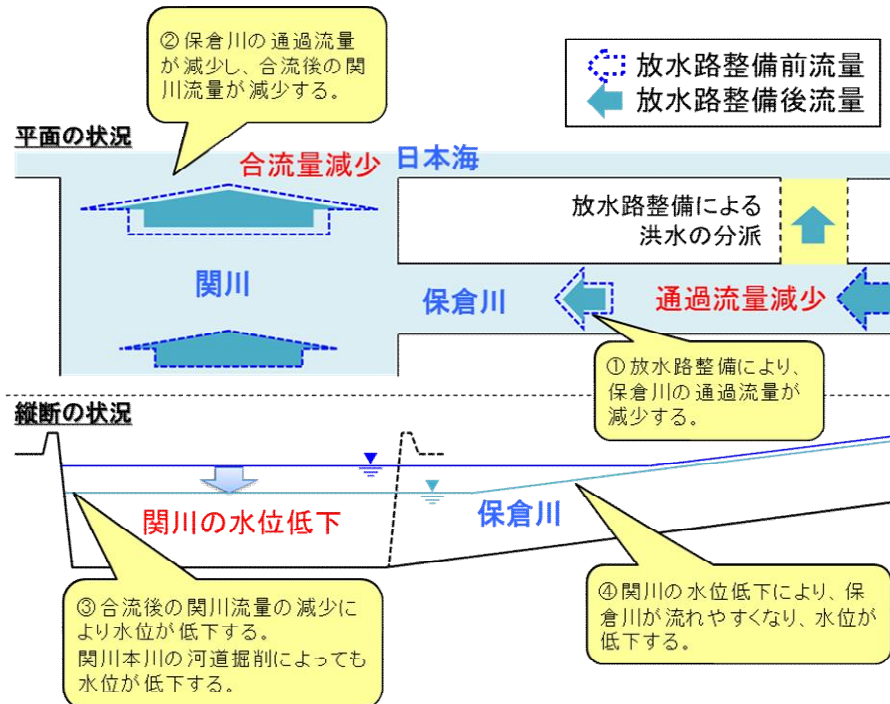 ②保倉川の通過流量
が減少し、合流後の関
川流量が減少する。
放水路整備前流量
放水路整備後流量
平面の状況
合流量減少
日本海
放水路整備による
洪水の分派
関川
保倉川
通過流量減少
①放水路整備により、
保倉川の通過流量が
減少する。
縦断の状況
関川の水位低下
保倉川
③合流後の関川流量の減少に
より水位が低下する。
関川本川の河道掘削によっても
水位が低下する。
④関川の水位低下により、保
倉川が流れやすくなり、水位が
低下する。